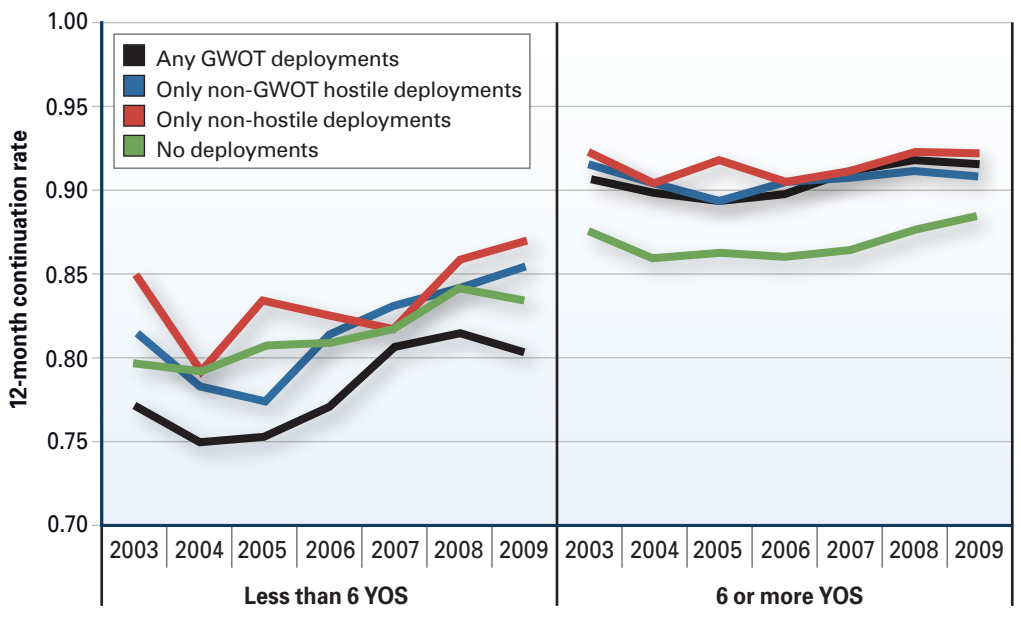 12-month continuation rate
1.00
0.95
0.90
0.85
0.80
0.75
0.70
Any GWOT deployments
Only non-GWOT hostile deployments
Only non-hostile deployments
No deployments
2003 2004 2005 2006 2007 2008 2009 2003 2004 2005 2006 2007 2008 2009
Less than 6 YOS 6 or more YOS